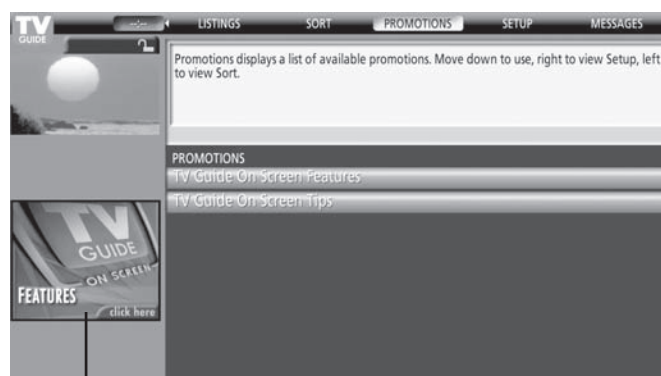 TV
GUIDE
--:--
LISTINGS
SORT
PROMOTIONS
SETUP
MESSAGES
Promotions displays a list of available promotions. Move down to use, right to view Setup, left
to view Sort.
PROMOTIONS
TV Guide On Screen Features
TV Guide On Screen Tips
TV
GUIDE
ON SCREEN
FEATURES
click here